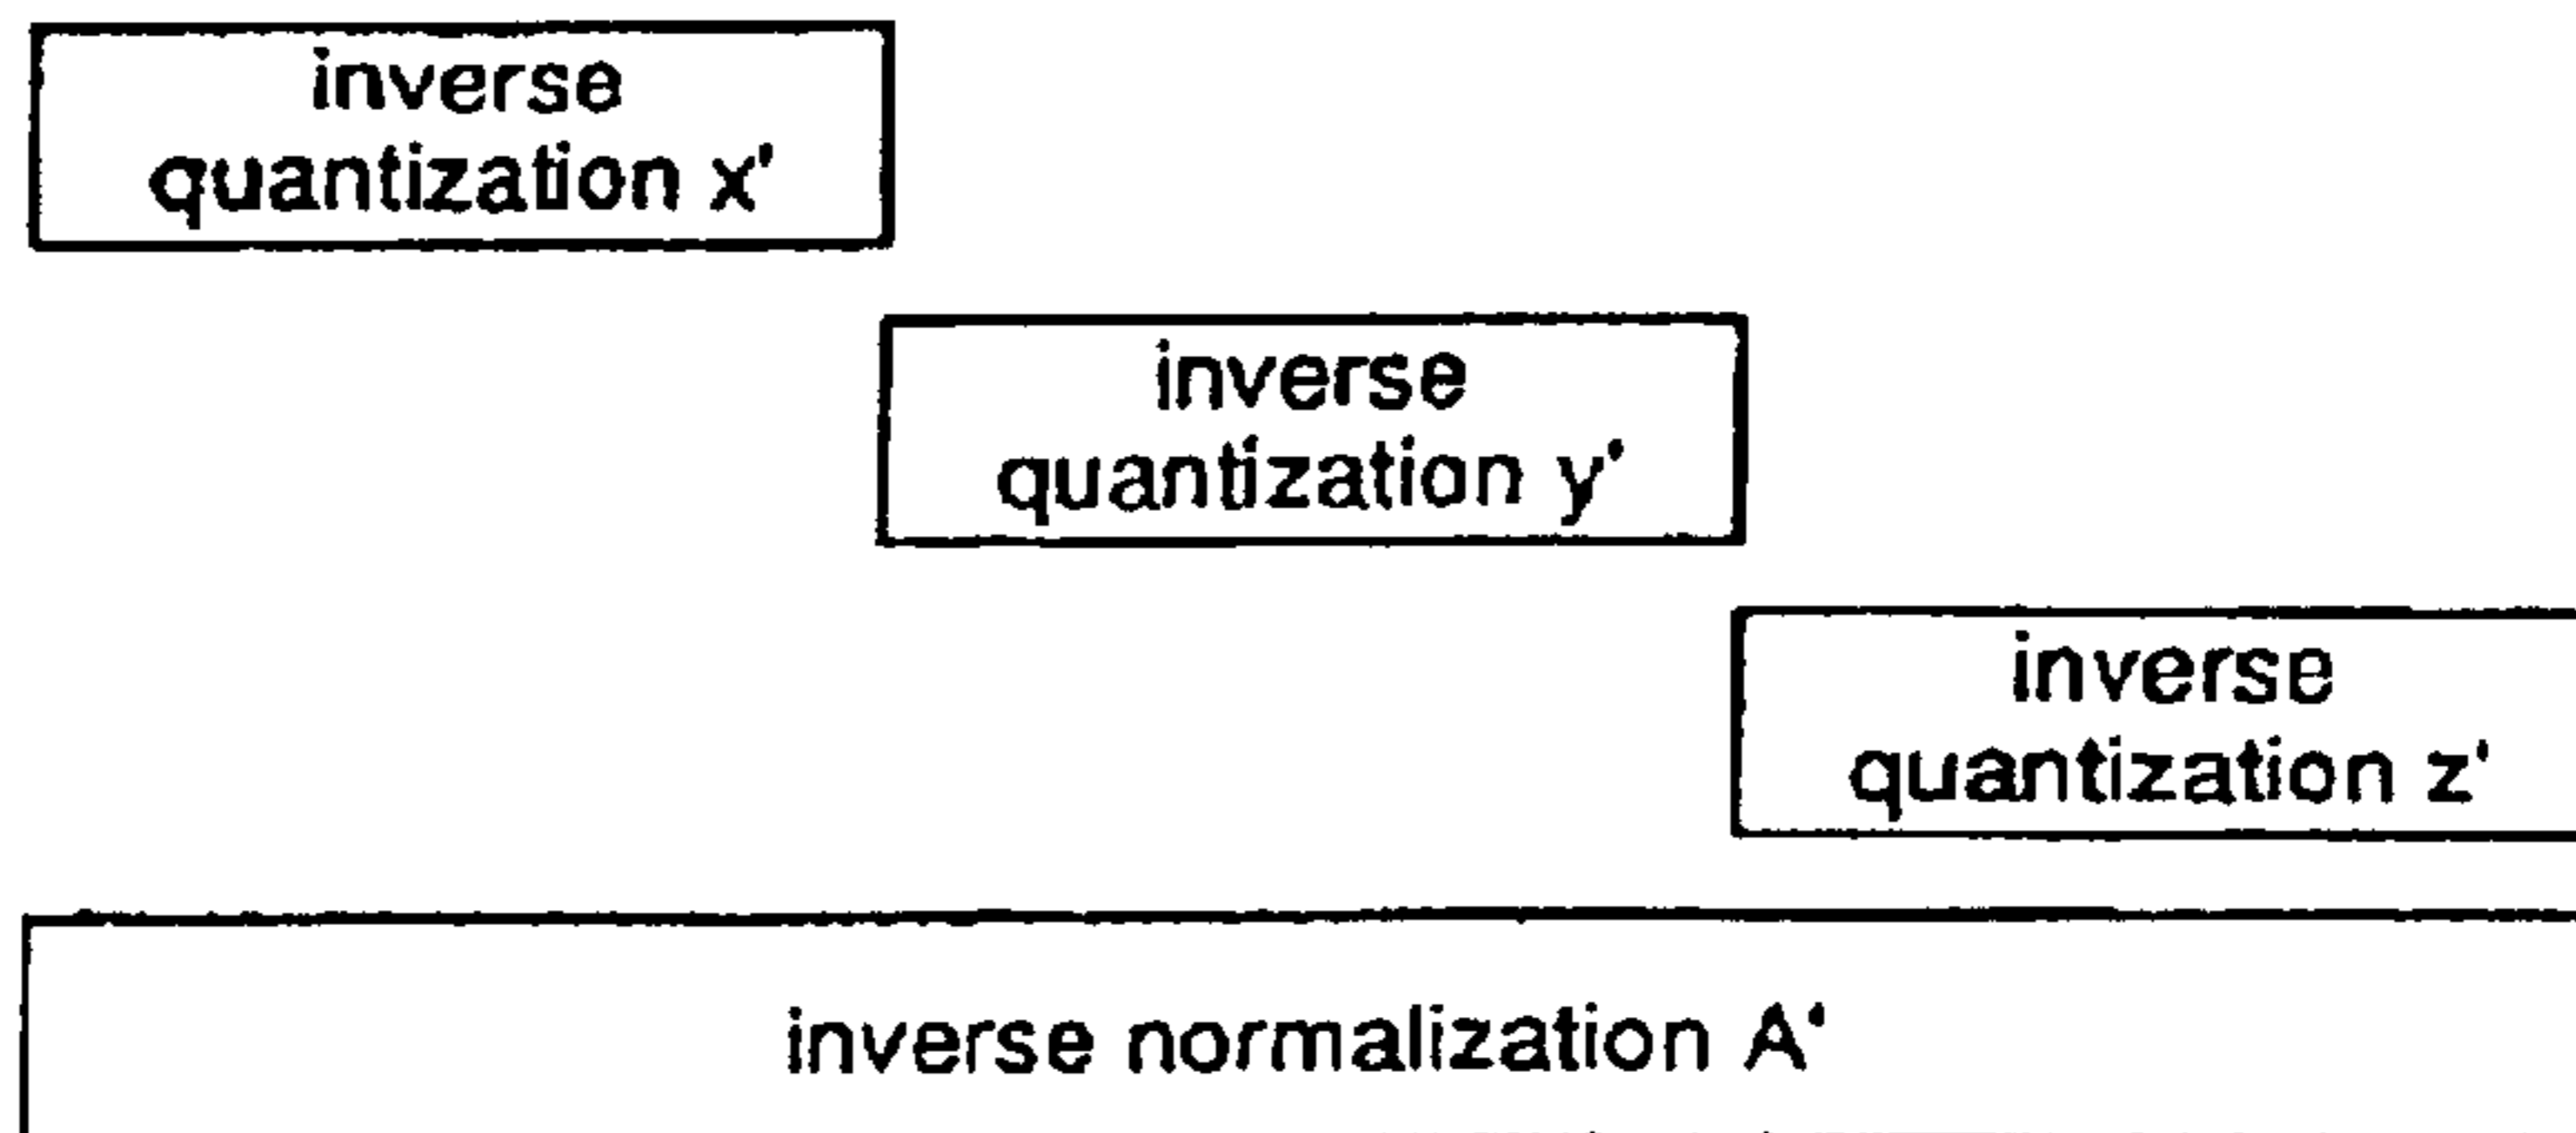 inverse
quantization x'
inverse
quantization y'
inverse
quantization z'
inverse normalization A'